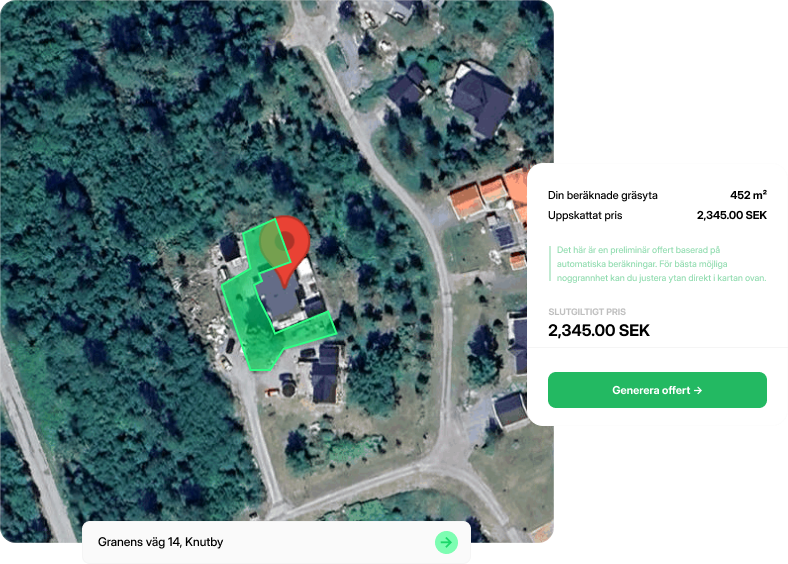 Din beräknade gräsyta 452 m²
Uppskattat pris 2,345.00 SEK
Det här är en preliminär offert baserad på
automatiska beräkningar. För bästa möjliga
noggrannhet kan du justera ytan direkt i kartan ovan.
SLUTGILTIGT PRIS
2,345.00 SEK
Generera offert →
Granens väg 14, Knutby